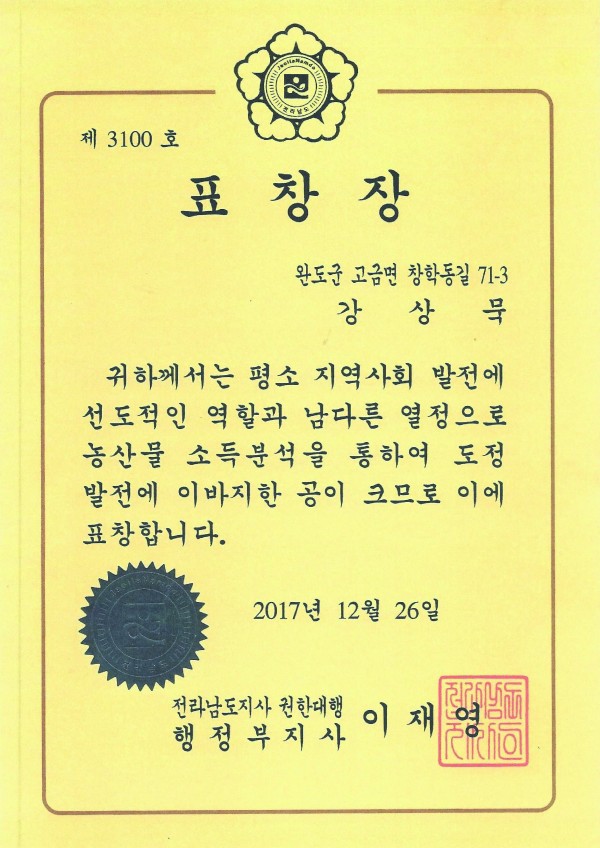 JeollaNamdo
전라남도
제 3100 호
표 창 장
완도군 고금면 창학동길 71-3
강 상 묵
귀하께서는 평소 지역사회 발전에
선도적인 역할과 남다른 열정으로
농산물 소득분석을 통하여 도정
발전에 이바지한 공이 크므로 이에
표창합니다.
2017년 12월 26일
전라남도지사 권한대행
행정부지사 이재영